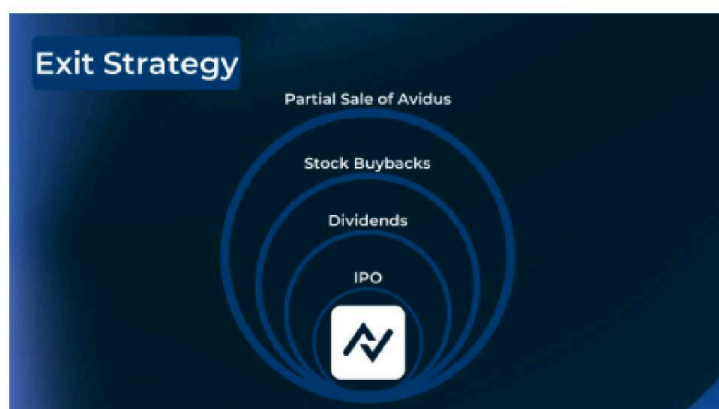 Exit Strategy
Partial Sale of Avidus
Stock Buybacks
Dividends
IPO